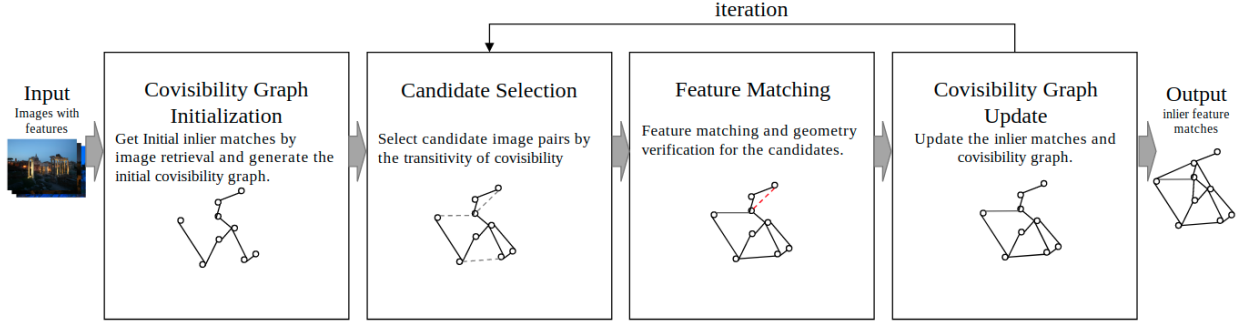 iteration
Input
Images with
features
Covisibility Graph
Initialization
Get Initial inlier matches by
image retrieval and generate the
initial covisibility graph.
Candidate Selection
Select candidate image pairs by
the transitivity of covisibility
Feature Matching
Feature matching and geometry
verification for the candidates.
Covisibility Graph
Update
Update the inlier matches and
covisibility graph.
Output
inlier feature
matches